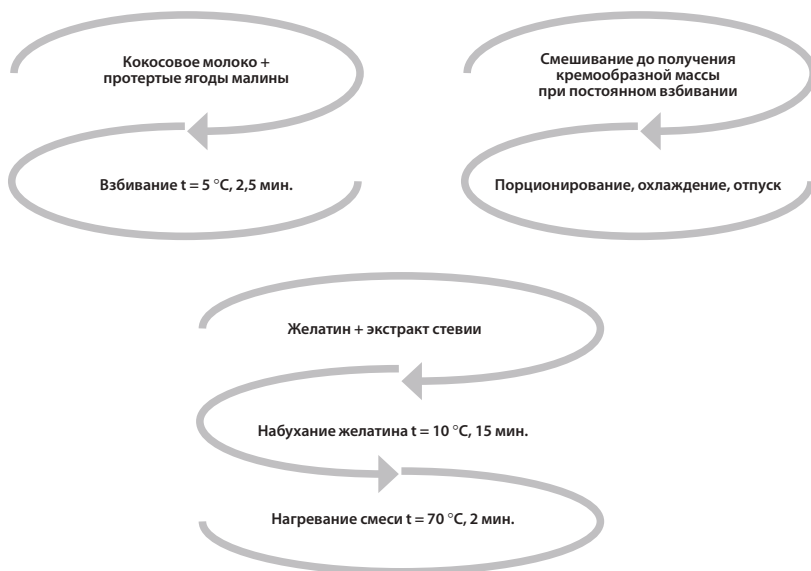 Кокосовое молоко +
протертые ягоды малины
Взбивание t = 5 °C, 2,5 мин.
Смешивание до получения
кремообразной массы
при постоянном взбивании
Порционирование, охлаждение, отпуск
Желатин + экстракт стевии
Набухание желатина t = 10 °C, 15 мин.
Нагревание смеси t = 70 °C, 2 мин.